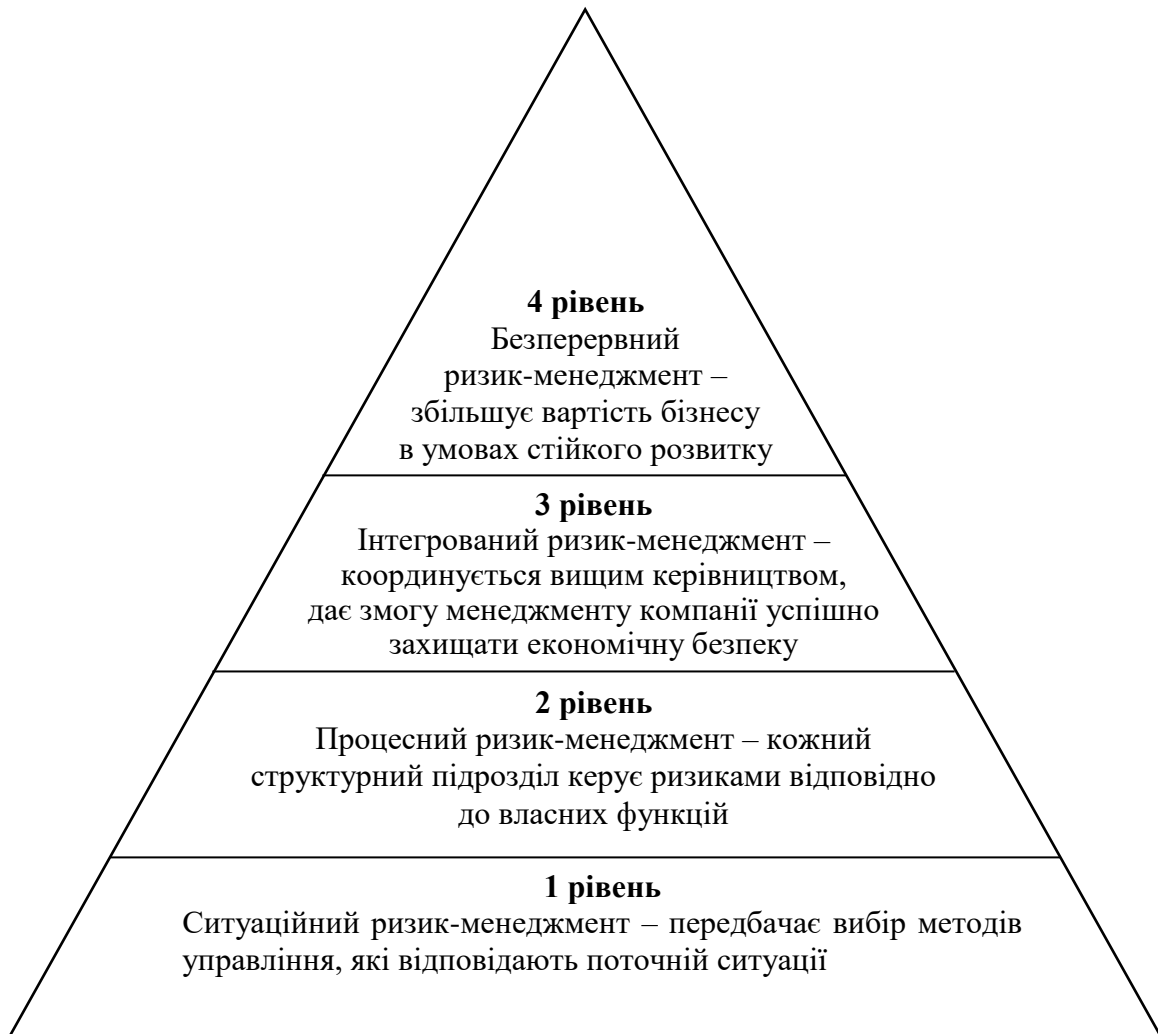 4 рівень
Безперервний
ризик-менеджмент –
збільшує вартість бізнесу
в умовах стійкого розвитку
3 рівень
Інтегрований ризик-менеджмент –
координується вищим керівництвом,
дає змогу менеджменту компанії успішно
захищати економічну безпеку
2 рівень
Процесний ризик-менеджмент – кожний
структурний підрозділ керує ризиками відповідно
до власних функцій
1 рівень
Ситуаційний ризик-менеджмент – передбачає вибір методів
управління, які відповідають поточній ситуації